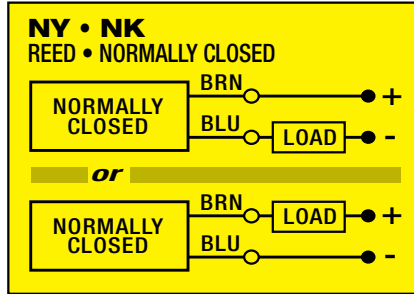 NY • NK
REED • NORMALLY CLOSED
BRN
+
NORMALLY
CLOSED
BLU
LOAD
-
or
BRN
LOAD
+
NORMALLY
CLOSED
BLU
-